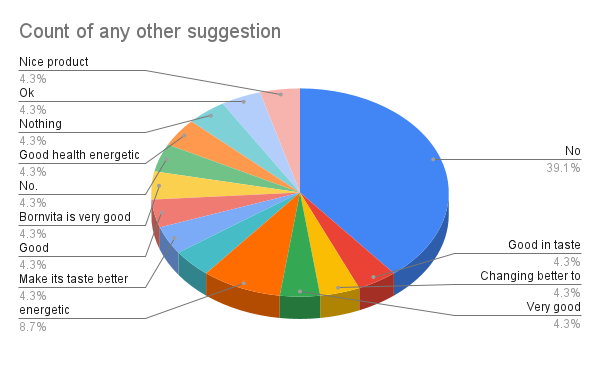 Count of any other suggestion
Nice product
4.3%
Ok
4.3%
Nothing
4.3%
Good health energetic
4.3%
No.
4.3%
Bornvita is very good
4.3%
Good
4.3%
Make its taste better
4.3%
energetic
8.7%
No
39.1%
Good in taste
4.3%
Changing better to
4.3%
Very good
4.3%